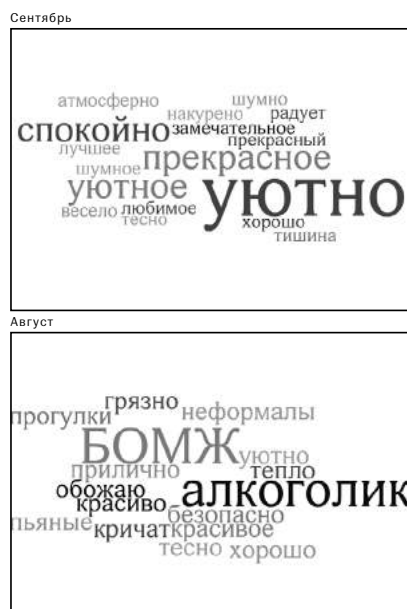 Сентябрь
атмосферно шумно
накурено радует
спокойно замечательное
прекрасный
лучшее прекрасное
шумное
уютное уютно
весело любимое
тесно хорошо
тишина
Август
грязно
прогулки неформалы
БОМЖ уютно
прилично тепло
обожаю алкоголик
красиво безопасно
пьяные кричат красивое
тесно хорошо